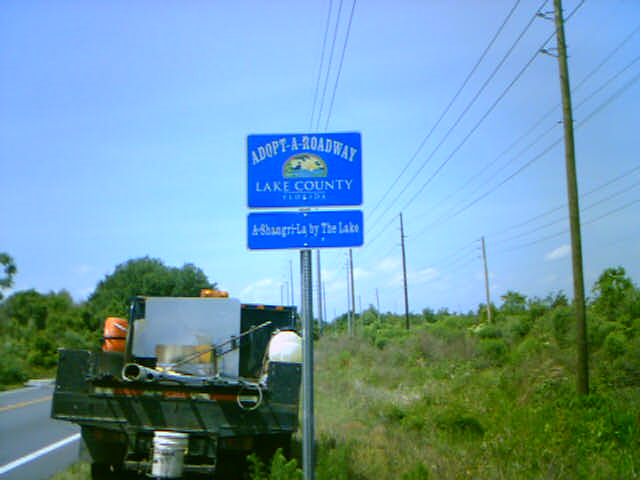 ADOPT-A-ROADWAY
LAKE COUNTY
FLORIDA
A-Shangri-La by The Lake